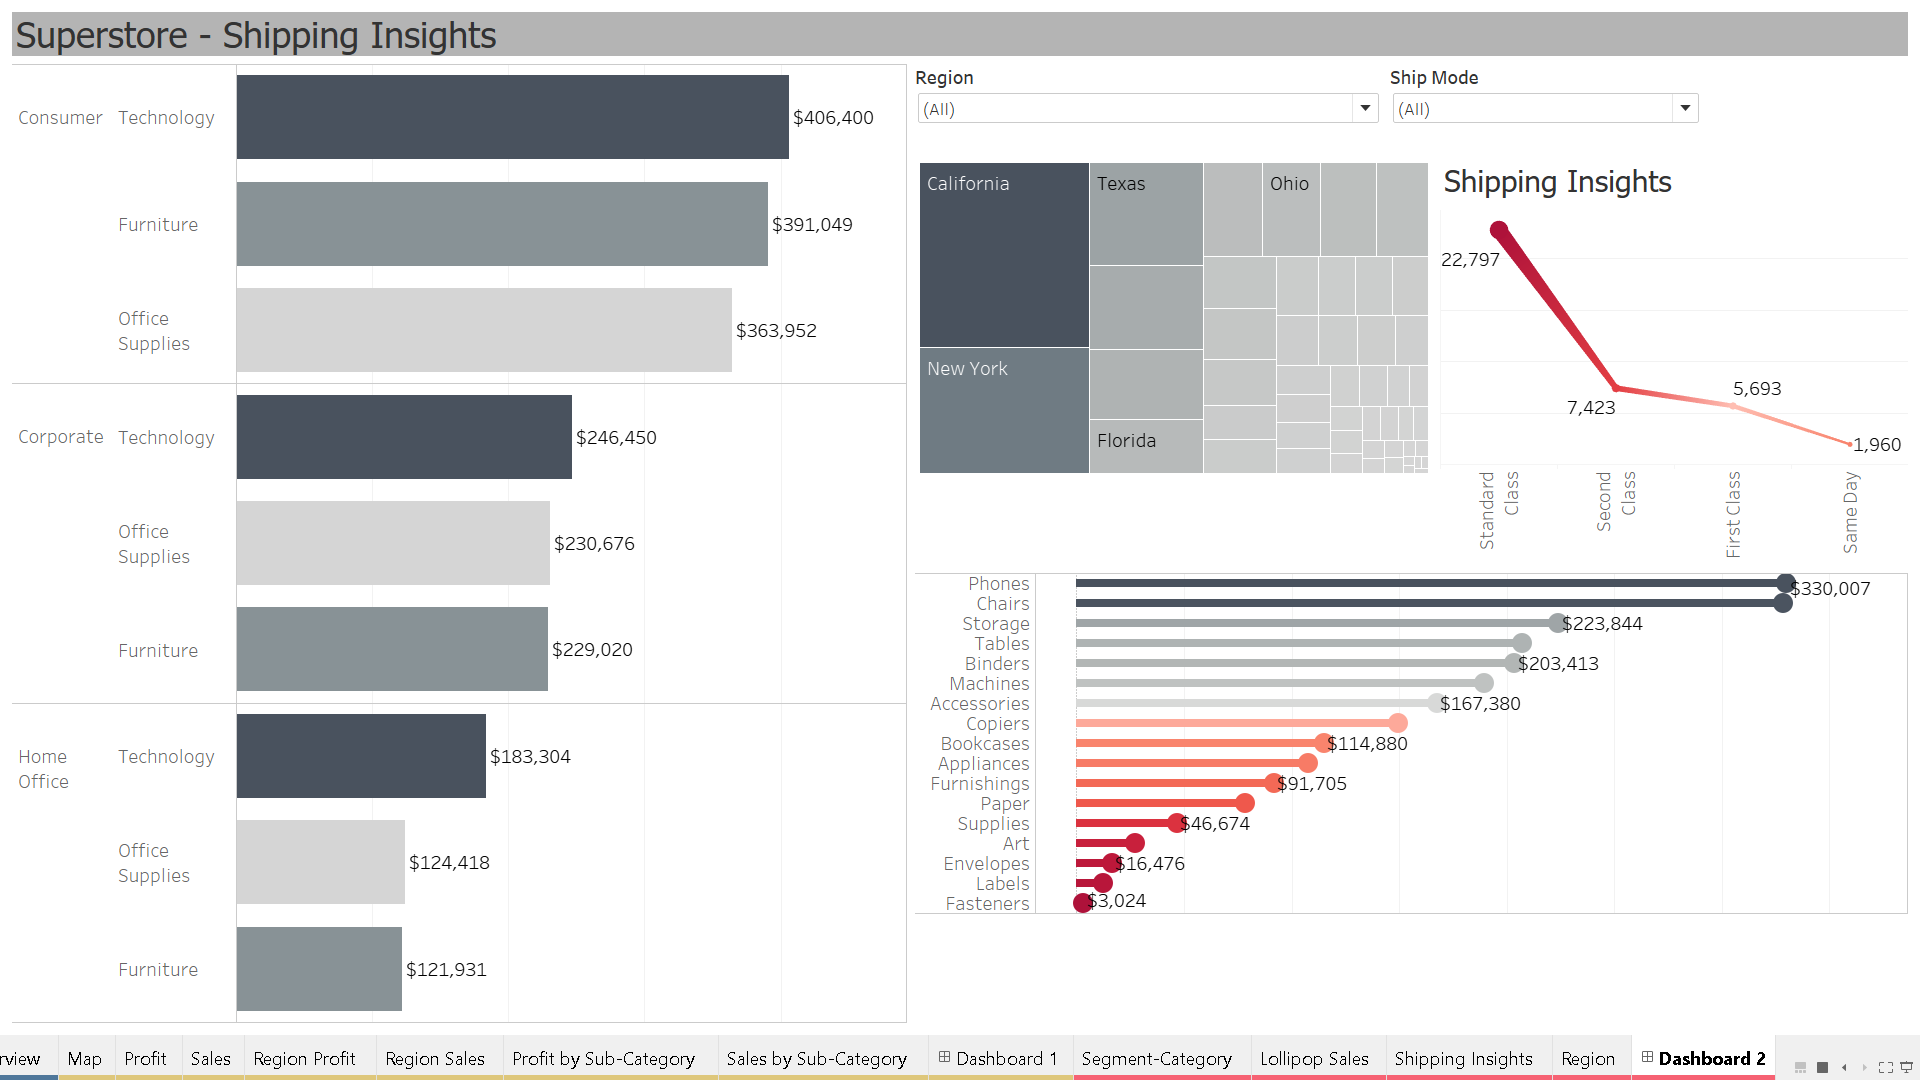 Superstore - Shipping Insights
Consumer
Technology
$406,400
Furniture
$391,049
Office
Supplies
$363,952
Corporate
Technology
$246,450
Office
Supplies
$230,676
Furniture
$229,020
Home
Office
Technology
$183,304
Office
Supplies
$124,418
Furniture
$121,931
Region
(All)
Ship Mode
(All)
California
Texas
Ohio
New York
Florida
Shipping Insights
22,797
7,423
5,693
1,960
Standard
Class
Second
Class
First Class
Same Day
Phones
$330,007
Chairs
Storage
$223,844
Tables
Binders
$203,413
Machines
Accessories
$167,380
Copiers
Bookcases
$114,880
Appliances
Furnishings
$91,705
Paper
Supplies
$46,674
Art
Envelopes
$16,476
Labels
Fasteners
$3,024
rview
Map
Profit
Sales
Region Profit
Region Sales
Profit by Sub-Category
Sales by Sub-Category
Dashboard 1
Segment-Category
Lollipop Sales
Shipping Insights
Region
Dashboard 2